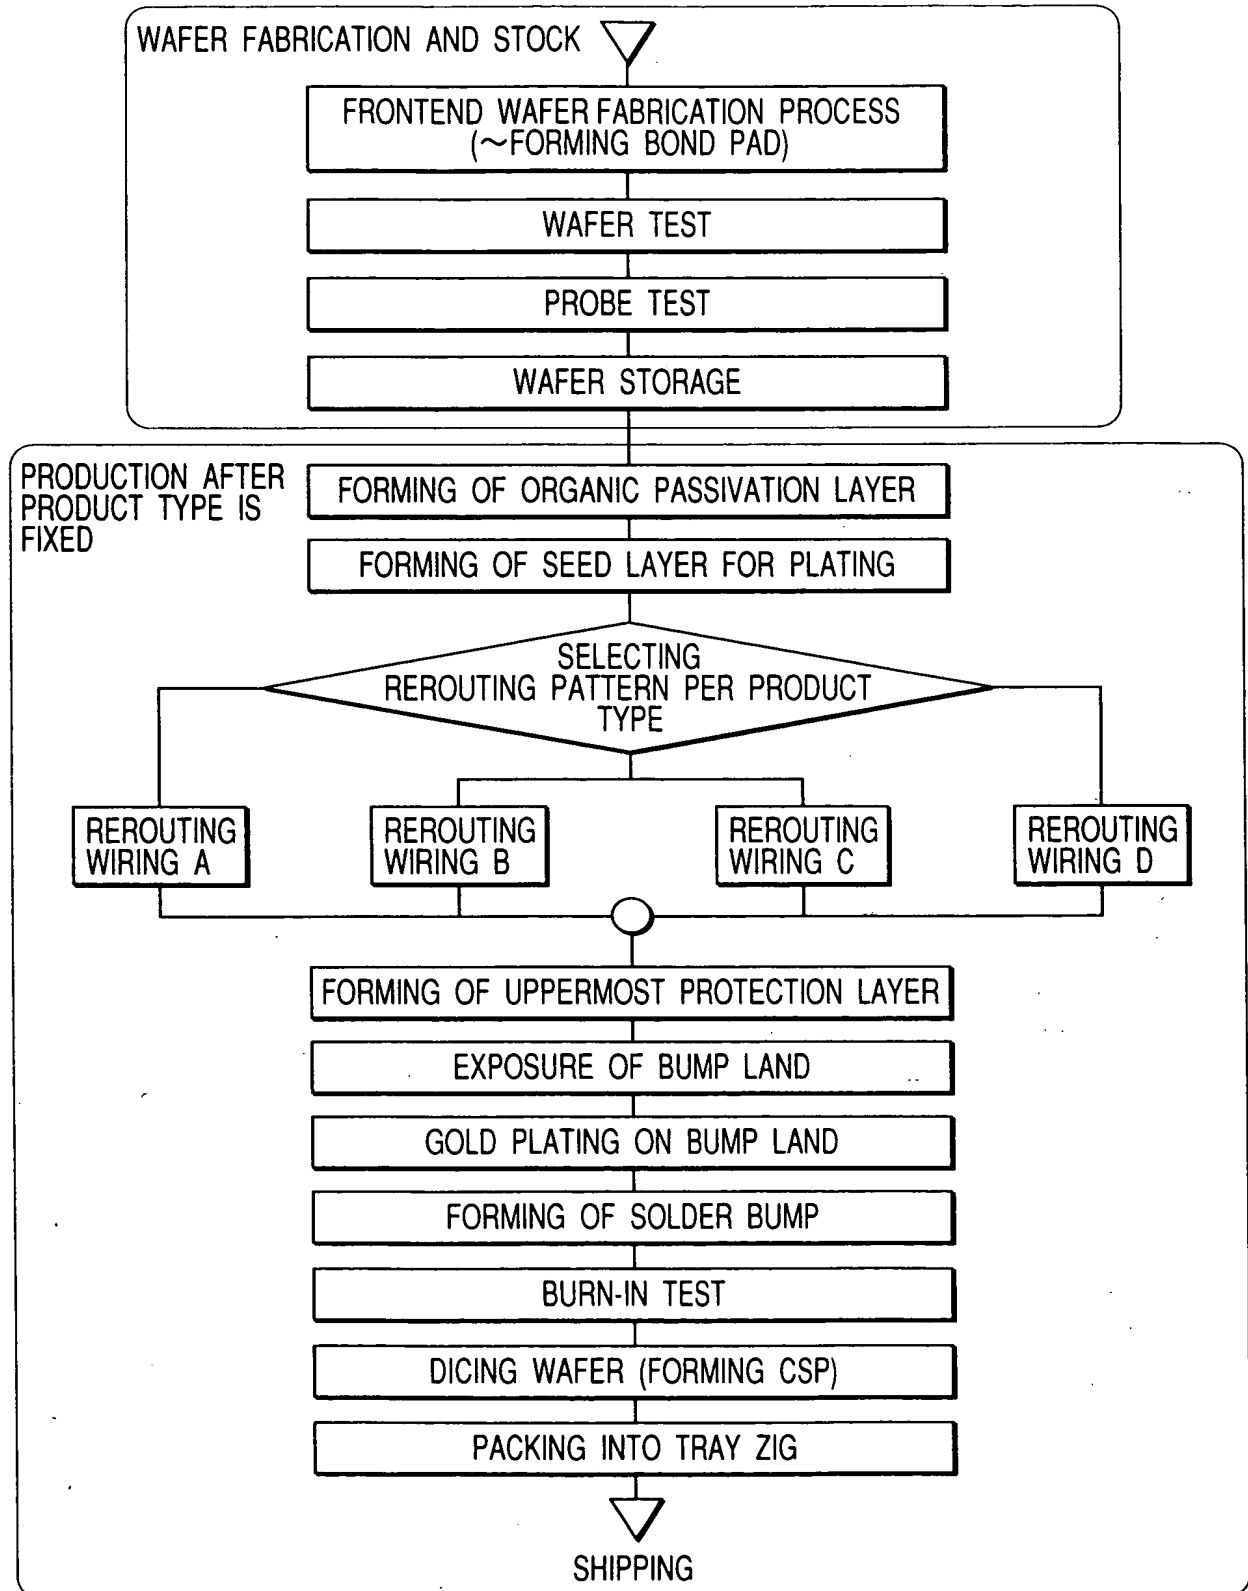 WAFER FABRICATION AND STOCK
FRONTEND WAFER FABRICATION PROCESS
(~FORMING BOND PAD)
WAFER TEST
PROBE TEST
WAFER STORAGE
PRODUCTION AFTER
PRODUCT TYPE IS
FIXED
FORMING OF ORGANIC PASSIVATION LAYER
FORMING OF SEED LAYER FOR PLATING
SELECTING
REROUTING PATTERN PER PRODUCT
TYPE
REROUTING
WIRING A
REROUTING
WIRING B
REROUTING
WIRING C
REROUTING
WIRING D
FORMING OF UPPERMOST PROTECTION LAYER
EXPOSURE OF BUMP LAND
GOLD PLATING ON BUMP LAND
FORMING OF SOLDER BUMP
BURN-IN TEST
DICING WAFER (FORMING CSP)
PACKING INTO TRAY ZIG
SHIPPING